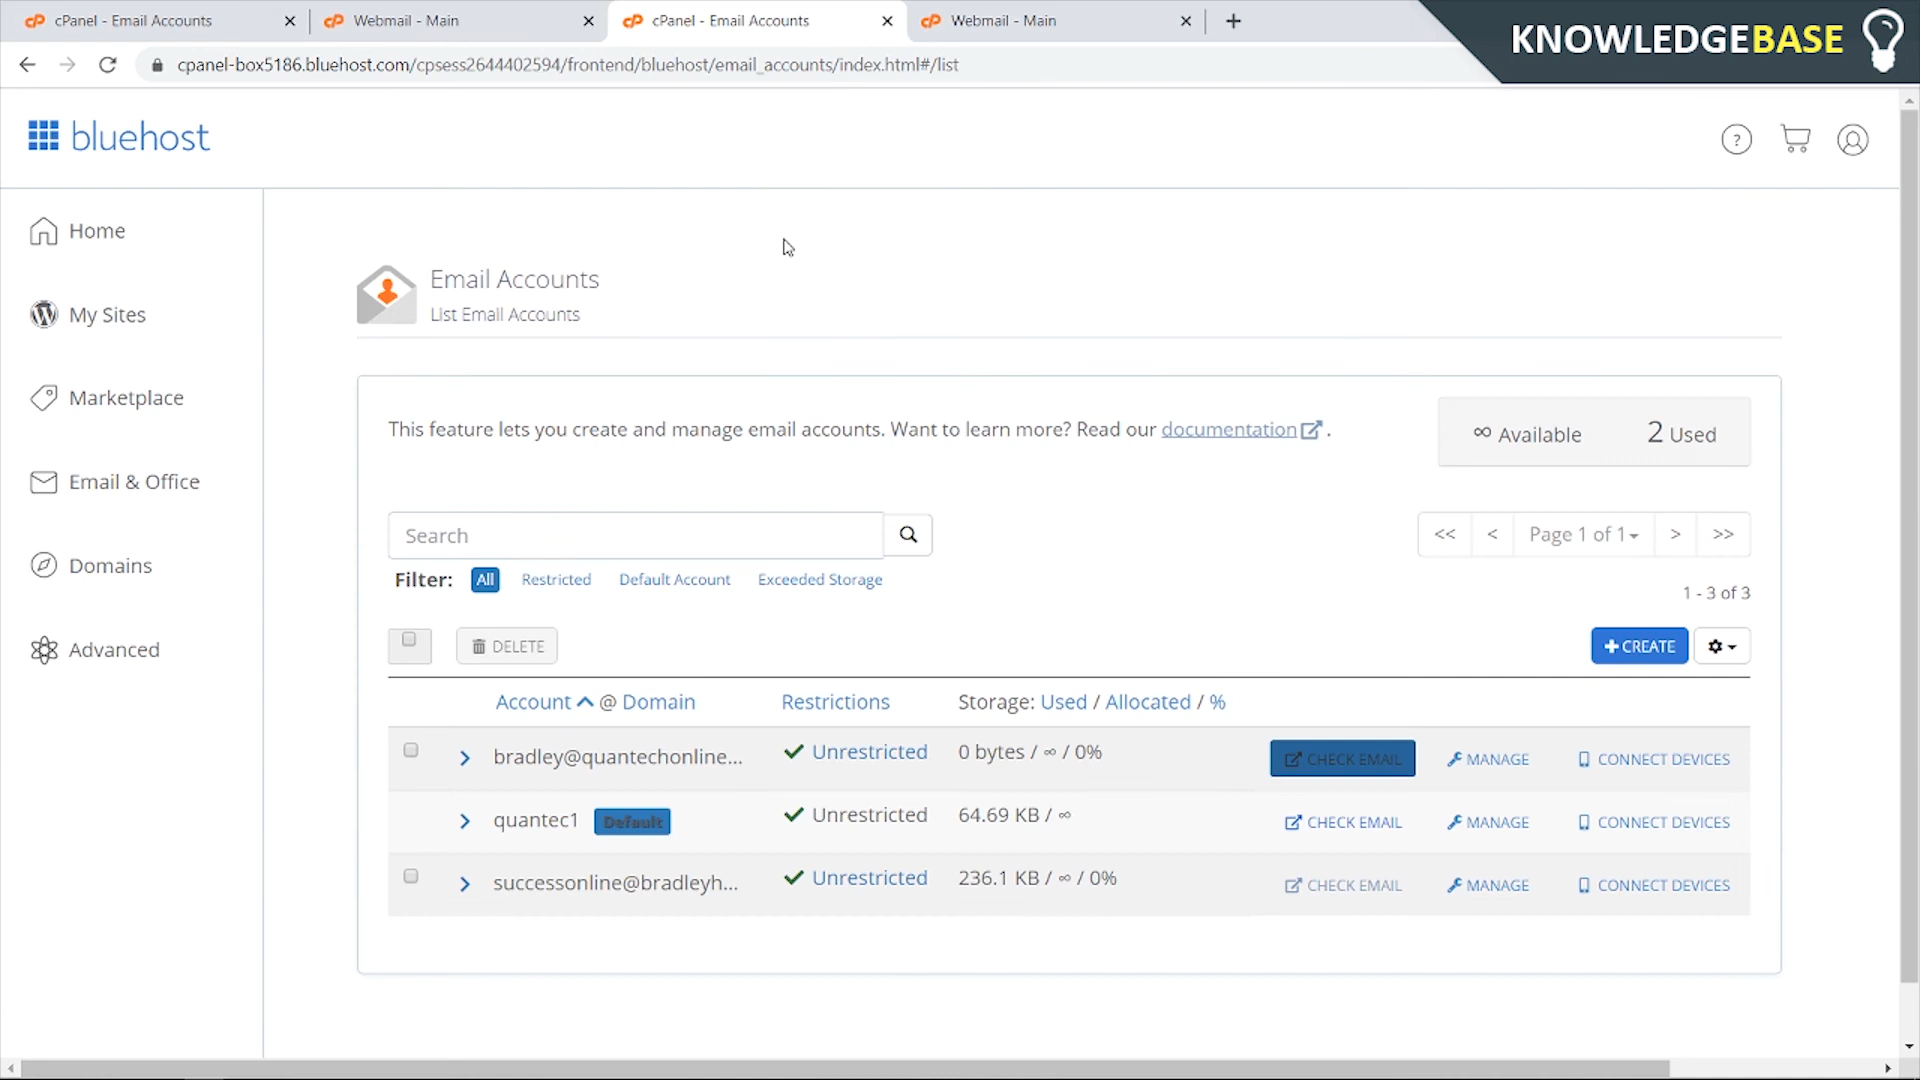 cPanel - Email Accounts
Webmail - Main
cPanel - Email Accounts
Webmail - Main
KNOWLEDGEBASE
cpanel-box5186.bluehost.com/cpsess2644402594/frontend/bluehost/email_accounts/index.html#/list
bluehost
Home
My Sites
Marketplace
Email & Office
Domains
Advanced
Email Accounts
List Email Accounts
This feature lets you create and manage email accounts. Want to learn more? Read our documentation.
∞ Available 2 Used
Search
<< < Page 1 of 1 > >>
Filter: All Restricted Default Account Exceeded Storage
1 - 3 of 3
DELETE
CREATE
Account @ Domain Restrictions Storage: Used / Allocated / %
bradley@quantechonline... Unrestricted 0 bytes / ∞ / 0% CHECK EMAIL MANAGE CONNECT DEVICES
quantec1 Default Unrestricted 64.69 KB / ∞ CHECK EMAIL MANAGE CONNECT DEVICES
successonline@bradleyh... Unrestricted 236.1 KB / ∞ / 0% CHECK EMAIL MANAGE CONNECT DEVICES